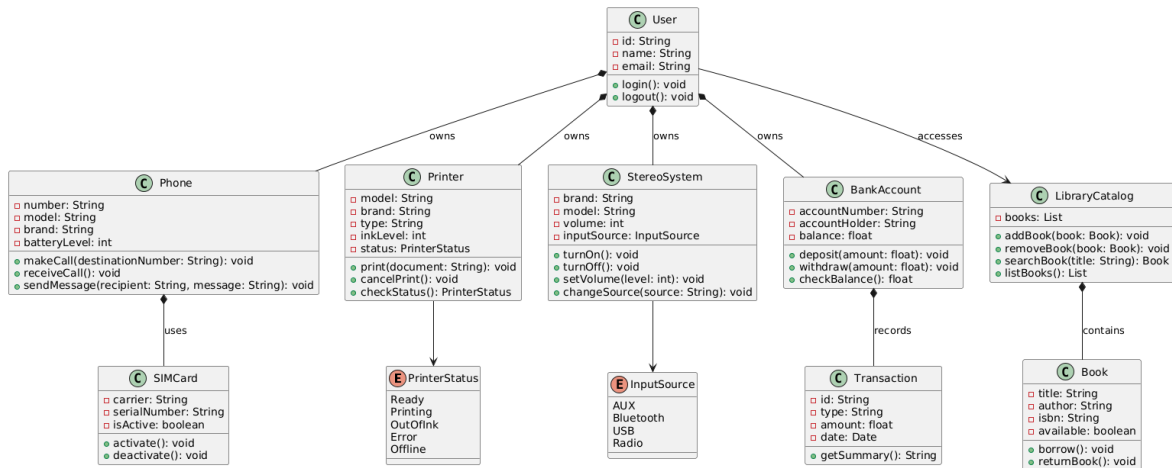 C User
id: String
name: String
email: String
login(): void
logout(): void
owns
owns
owns
owns
accesses
C Phone
number: String
model: String
brand: String
batteryLevel: int
makeCall(destinationNumber: String): void
receiveCall(): void
sendMessage(recipient: String, message: String): void
C Printer
model: String
brand: String
type: String
inkLevel: int
status: PrinterStatus
print(document: String): void
cancelPrint(): void
checkStatus(): PrinterStatus
C StereoSystem
brand: String
model: String
volume: int
inputSource: InputSource
turnOn(): void
turnOff(): void
setVolume(level: int): void
changeSource(source: String): void
C BankAccount
accountNumber: String
accountHolder: String
balance: float
deposit(amount: float): void
withdraw(amount: float): void
checkBalance(): float
C LibraryCatalog
books: List
addBook(book: Book): void
removeBook(book: Book): void
searchBook(title: String): Book
listBooks(): List
uses
records
contains
C SIMCard
carrier: String
serialNumber: String
isActive: boolean
activate(): void
deactivate(): void
E PrinterStatus
Ready
Printing
OutOfInk
Error
Offline
E InputSource
AUX
Bluetooth
USB
Radio
C Transaction
id: String
type: String
amount: float
date: Date
getSummary(): String
C Book
title: String
author: String
isbn: String
available: boolean
borrow(): void
returnBook(): void